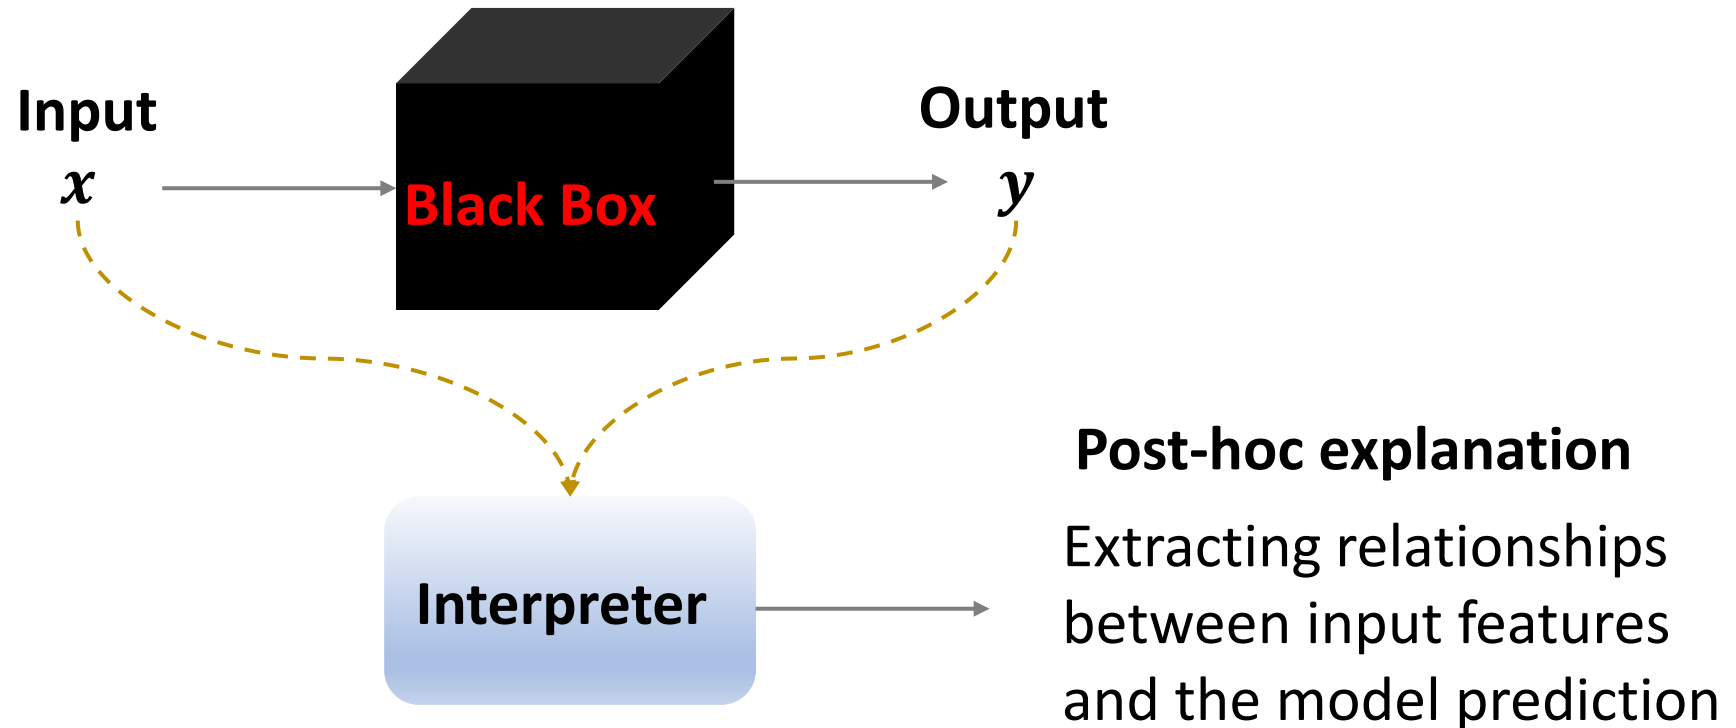 Input
x
Black Box
Output
y
Interpreter
Post-hoc explanation
Extracting relationships
between input features
and the model prediction